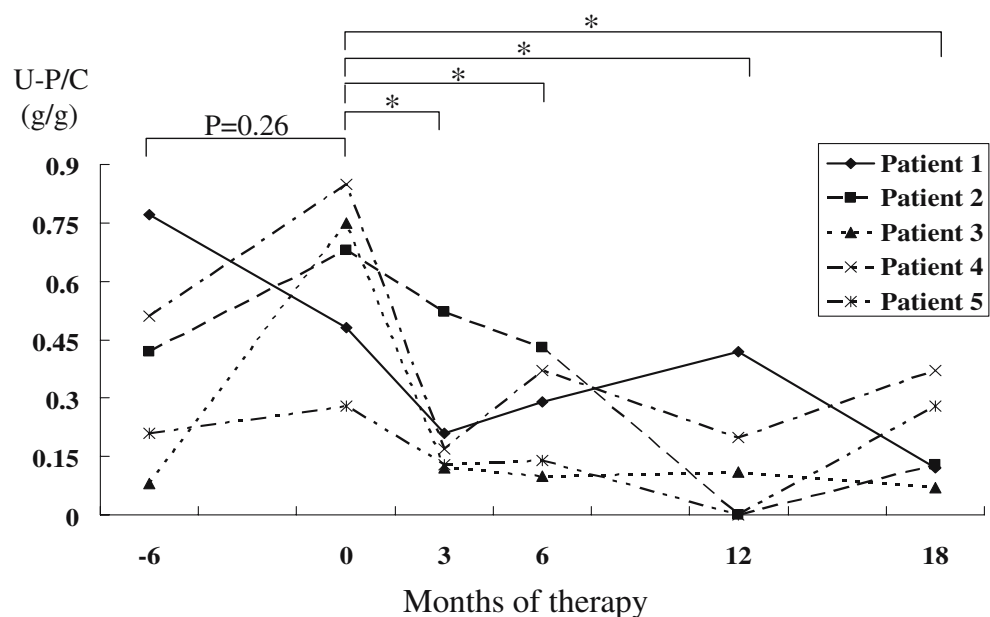 *
*
U-P/C
(g/g)
*
*
P=0.26
0.9
0.75
0.6
0.45
0.3
0.15
0
Patient 1
Patient 2
Patient 3
Patient 4
Patient 5
-6 0 3 6 12 18
Months of therapy